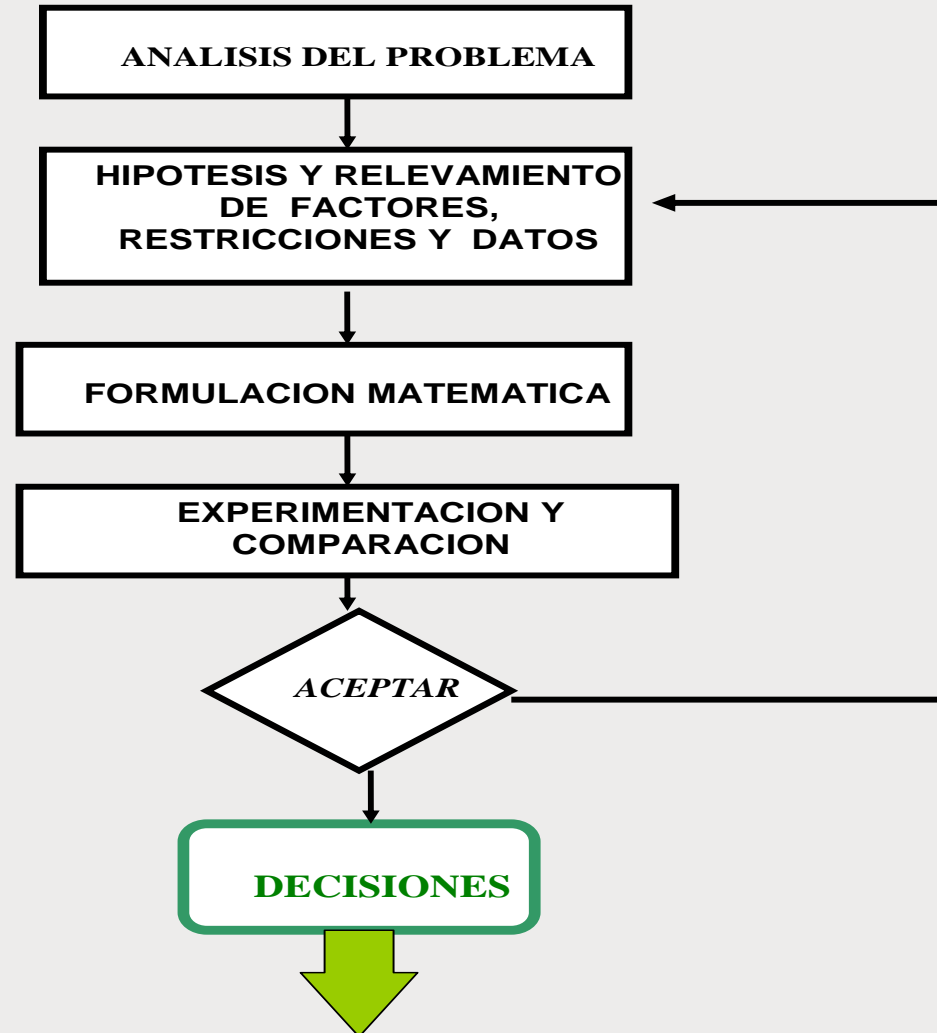 ANALISIS DEL PROBLEMA
HIPOTESIS Y RELEVAMIENTO
DE FACTORES,
RESTRICCIONES Y DATOS
FORMULACION MATEMATICA
EXPERIMENTACION Y
COMPARACION
ACEPTAR
DECISIONES